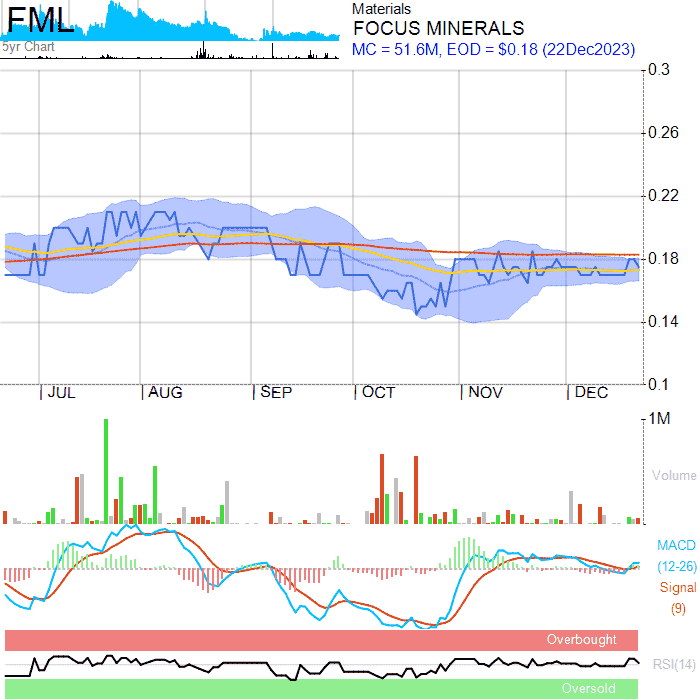 FML
5yr Chart
Materials
FOCUS MINERALS
MC = 51.6M, EOD = $0.18 (22Dec2023)
0.3
0.26
0.22
0.18
0.14
0.1
JUL AUG SEP OCT NOV DEC
1M
Volume
MACD
(12-26)
Signal
(9)
Overbought
RSI(14)
Oversold